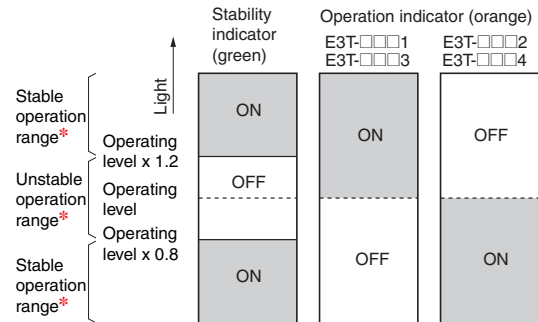 Stability
indicator
(green)
Operation indicator (orange)
E3T-□□□1
E3T-□□□3
E3T-□□□2
E3T-□□□4
Light
Stable
operation
range*
Operating
level x 1.2
Unstable
operation
range*
Operating
level
Operating
level x 0.8
Stable
operation
range*
ON
OFF
ON
ON
OFF
OFF
ON